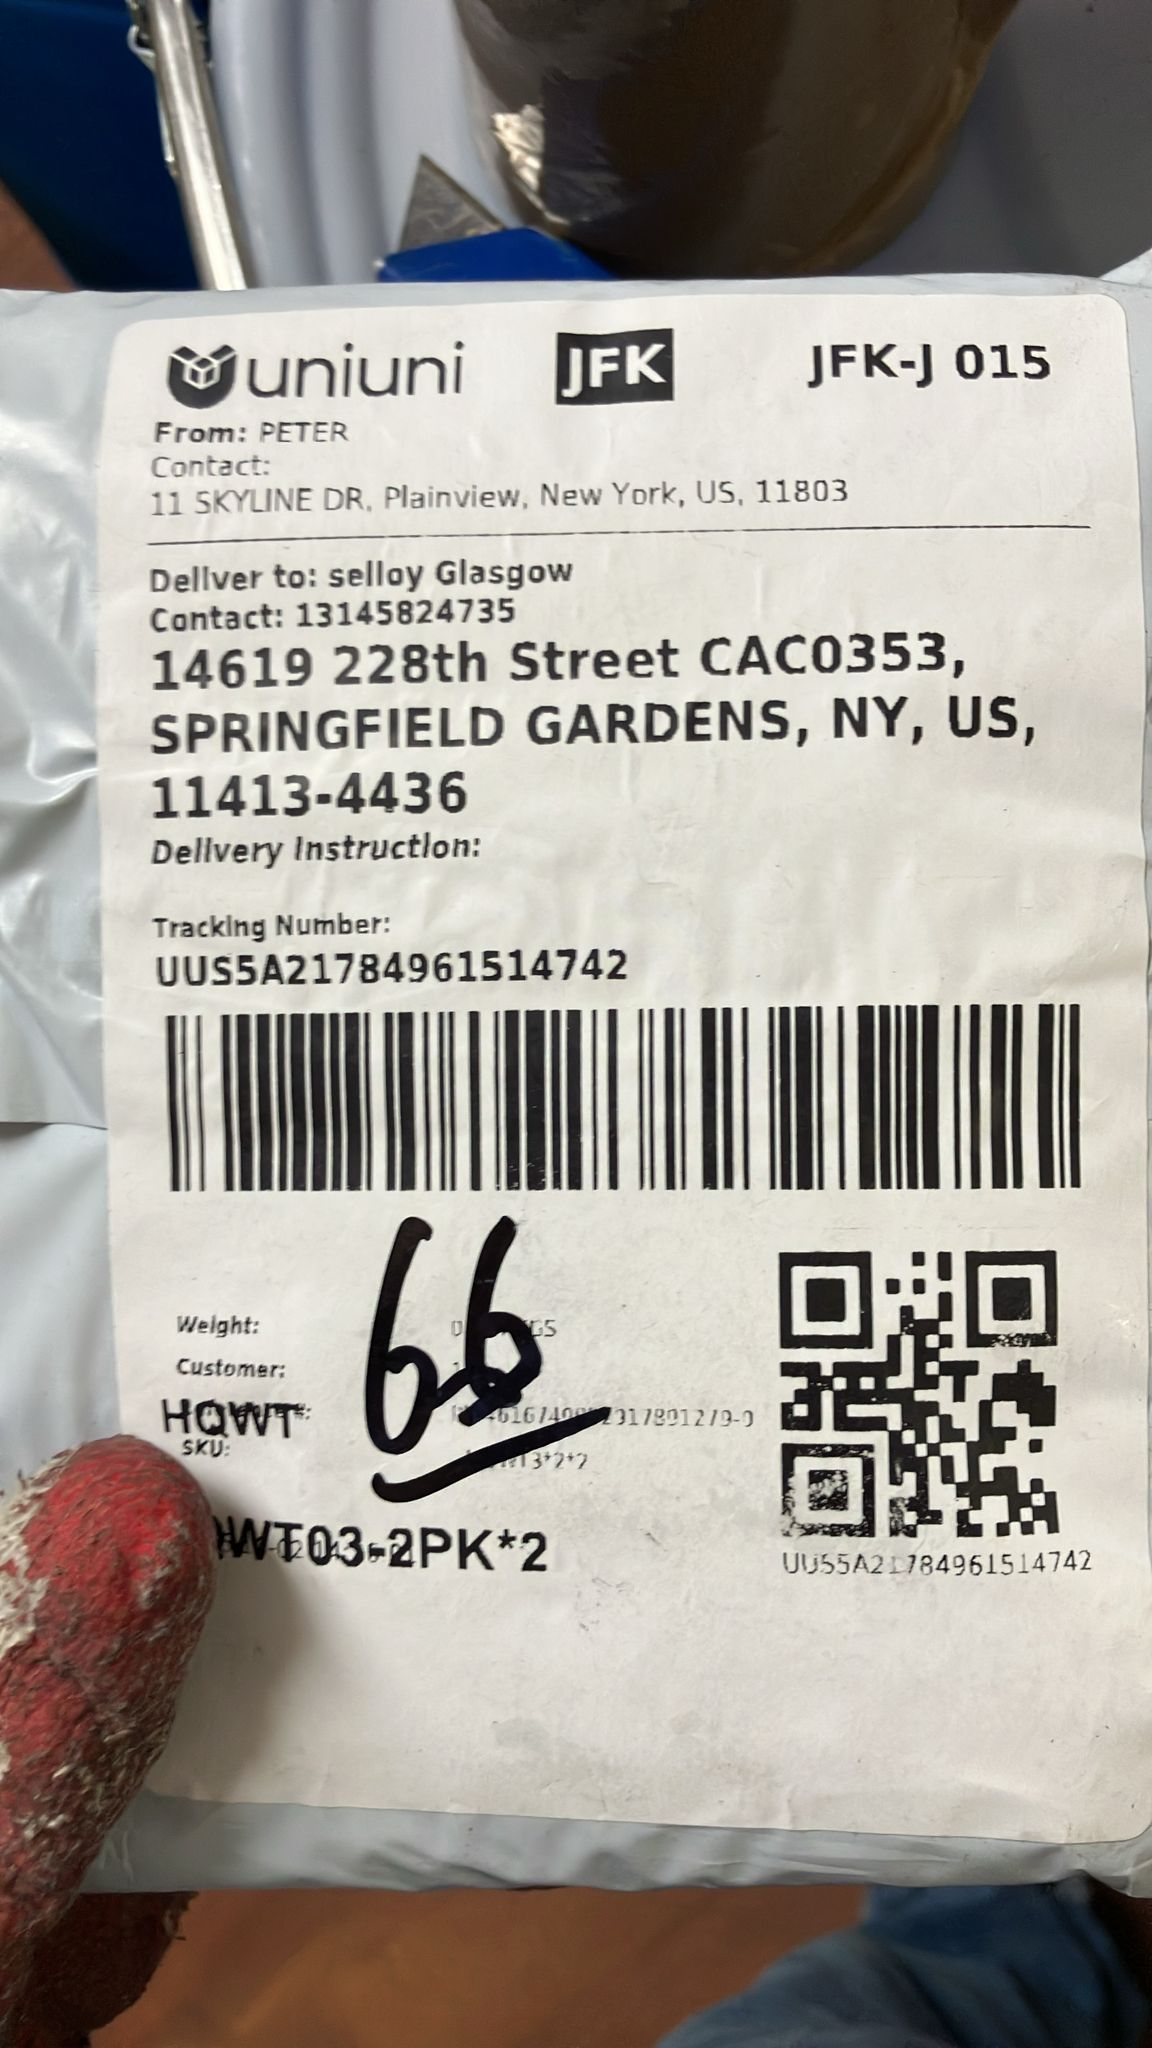 uniuni JFK JFK-J 015
From: PETER
Contact:
11 SKYLINE DR, Plainview, New York, US, 11803
Deliver to: selloy Glasgow
Contact: 13145824735
14619 228th Street CAC0353,
SPRINGFIELD GARDENS, NY, US,
11413-4436
Delivery Instruction:
Tracking Number:
UUS5A21784961514742
66
Weight:
Customer:
HQWT
SKU:
WT03-2PK*2
UUS5A21784961514742